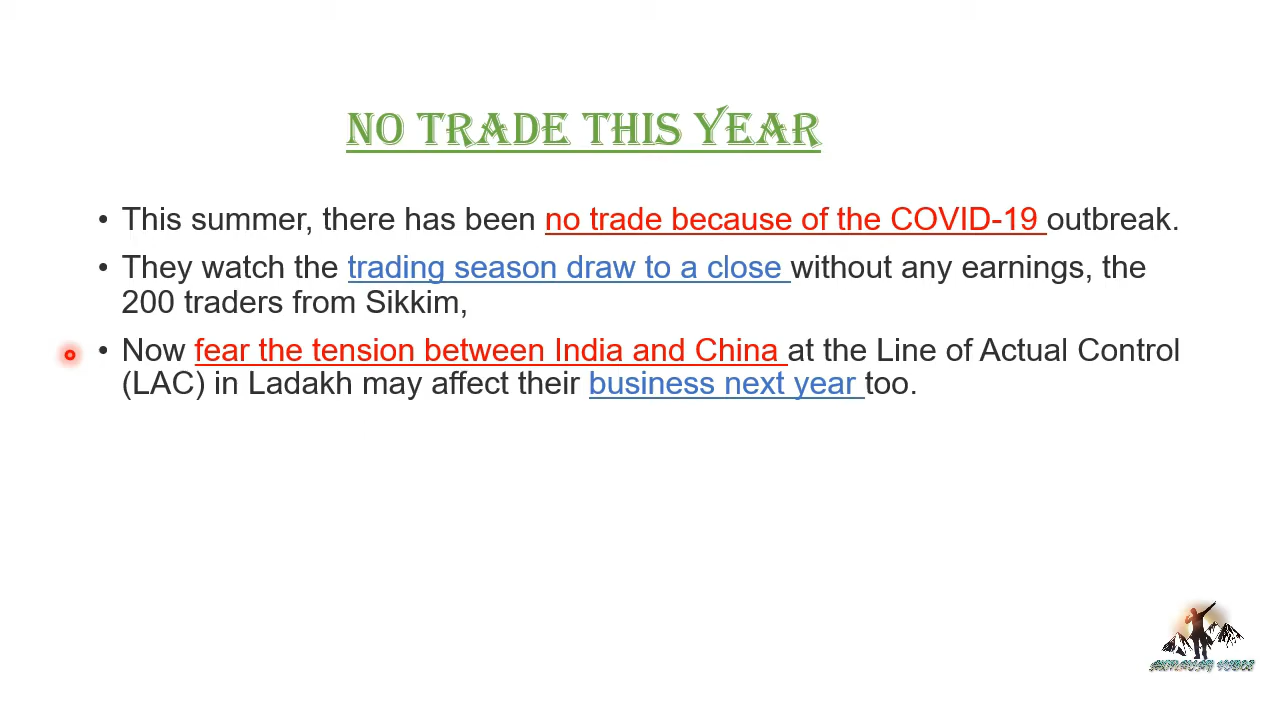 NO TRADE THIS YEAR
• This summer, there has been no trade because of the COVID-19 outbreak.
• They watch the trading season draw to a close without any earnings, the
200 traders from Sikkim,
• Now fear the tension between India and China at the Line of Actual Control
(LAC) in Ladakh may affect their business next year too.